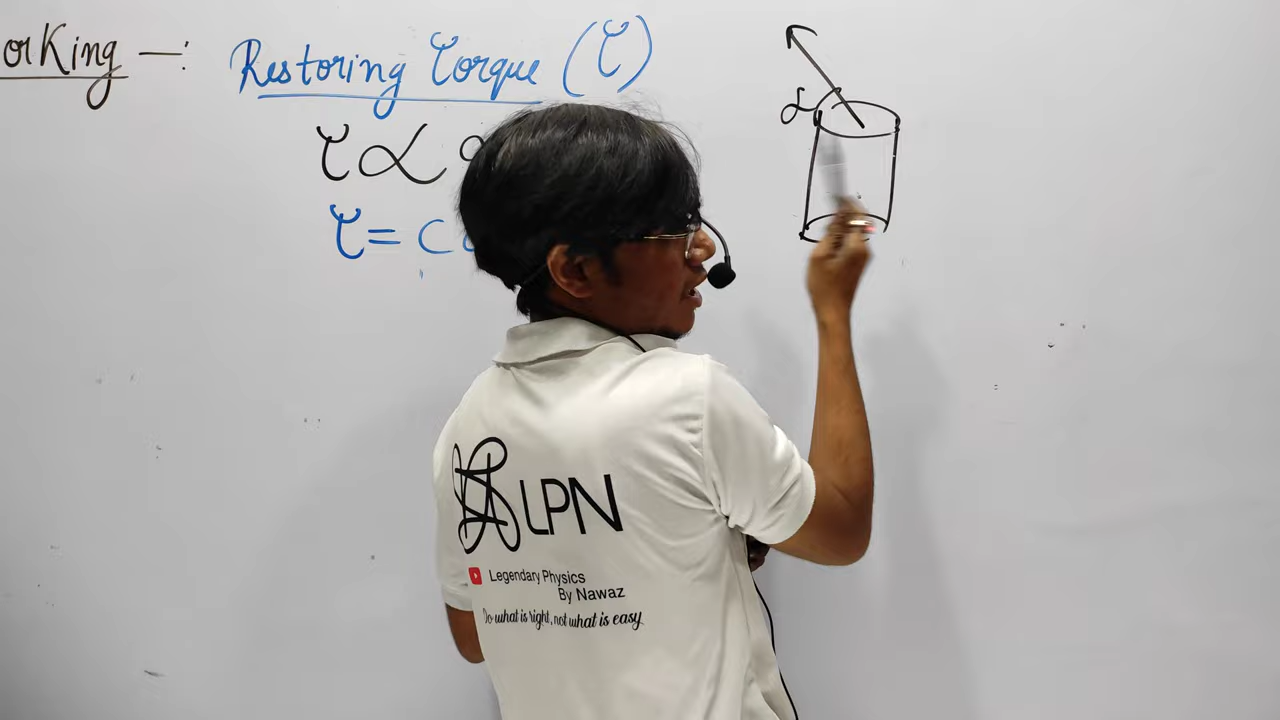 orKing —: Restoring Torque (τ)
τ ∝
τ = C
α
LPN
Legendary Physics
By Nawaz
Do what is right, not what is easy